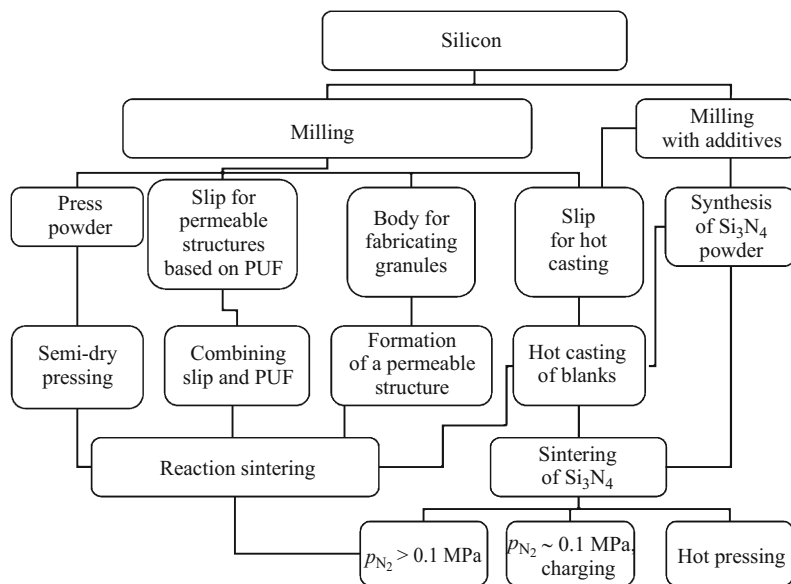 Silicon
Milling
Milling
with additives
Press
powder
Slip for
permeable
structures
based on PUF
Body for
fabricating
granules
Slip
for hot
casting
Synthesis
of Si₃N₄
powder
Semi-dry
pressing
Combining
slip and PUF
Formation
of a permeable
structure
Hot casting
of blanks
Reaction sintering
Sintering
of Si₃N₄
p_N₂ > 0.1 MPa
p_N₂ ~ 0.1 MPa,
charging
Hot pressing